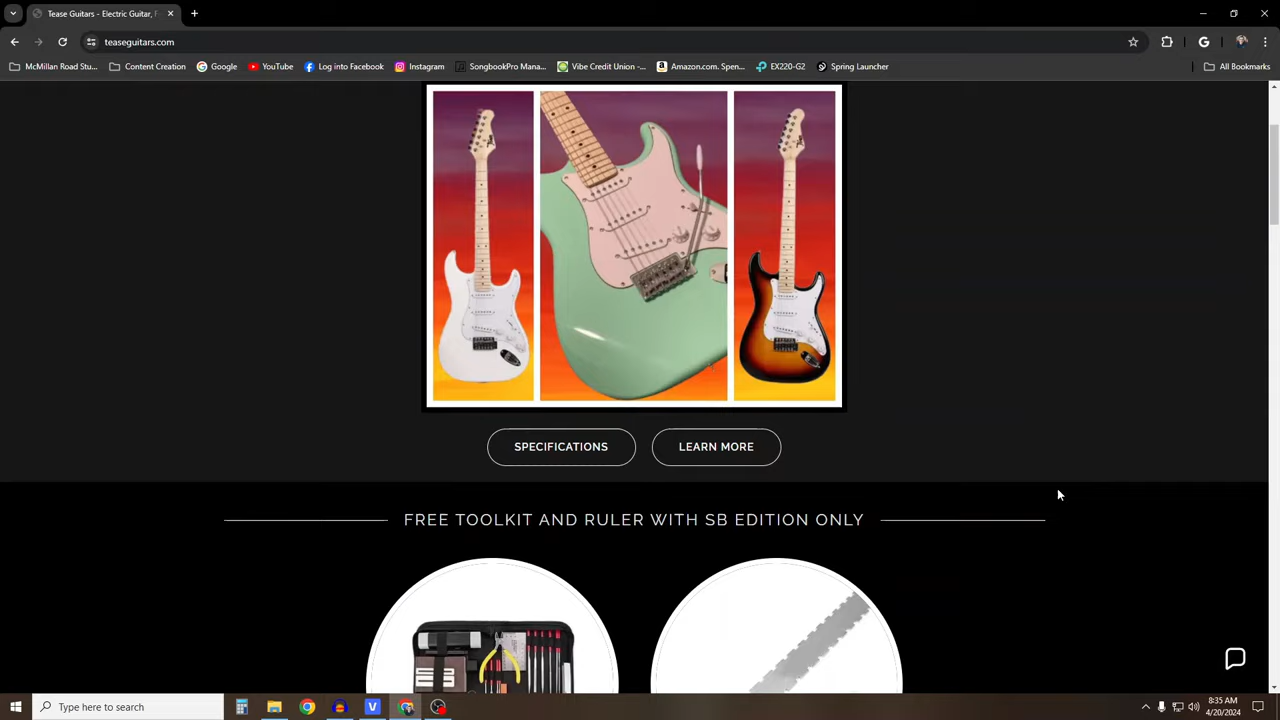 Tease Guitars - Electric Guitar, F
teaseguitars.com
McMillan Road Stu...
Content Creation
Google
YouTube
Log into Facebook
Instagram
SongbookPro Mana...
Vibe Credit Union -...
Amazon.com. Spen...
EX220-G2
Spring Launcher
All Bookmarks
SPECIFICATIONS
LEARN MORE
FREE TOOLKIT AND RULER WITH SB EDITION ONLY
Type here to search
8:35 AM
4/20/2024